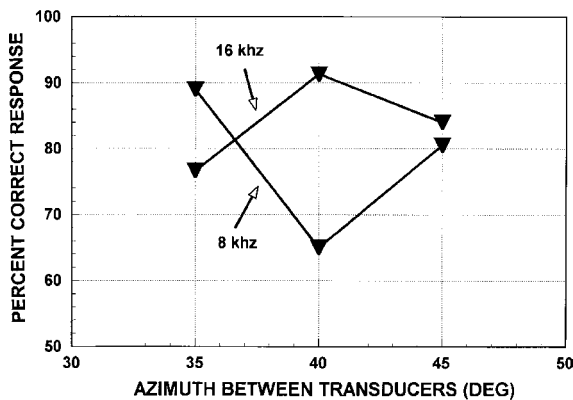 PERCENT CORRECT RESPONSE
100
90
80
70
60
50
16 khz
8 khz
30
35
40
45
50
AZIMUTH BETWEEN TRANSDUCERS (DEG)